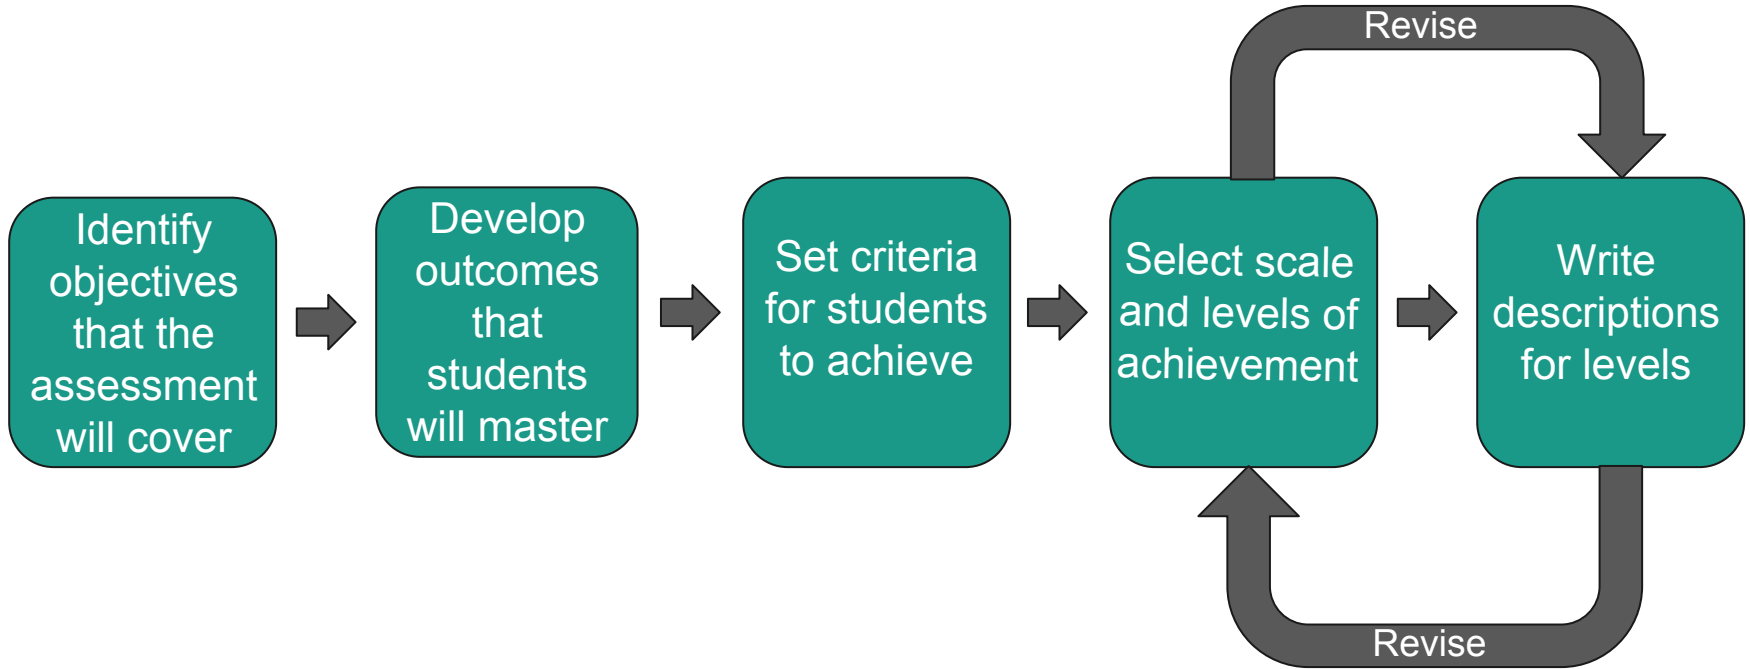 Revise
Identify
objectives
that the
assessment
will cover
Develop
outcomes
that
students
will master
Set criteria
for students
to achieve
Select scale
and levels of
achievement
Write
descriptions
for levels
Revise